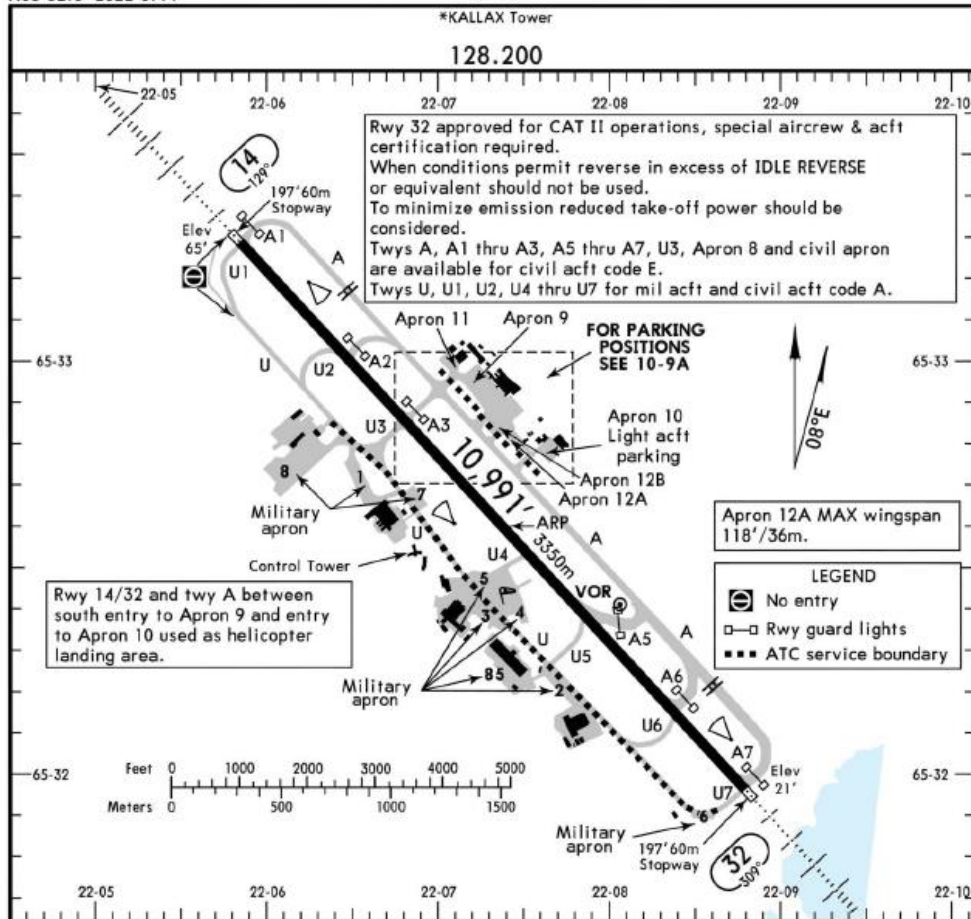 *KALLAX Tower
128.200
22-05
22-06
22-07
22-08
22-09
22-10
22-05
14
129°
197'60m
Stopway
Elev
65'
Rwy 32 approved for CAT II operations, special aircrew & acft
certification required.
When conditions permit reverse in excess of IDLE REVERSE
or equivalent should not be used.
To minimize emission reduced take-off power should be
considered.
Twys A, A1 thru A3, A5 thru A7, U3, Apron 8 and civil apron
are available for civil acft code E.
Twys U, U1, U2, U4 thru U7 for mil acft and civil acft code A.
A1
A
U1
H
Apron 11
Apron 9
FOR PARKING
POSITIONS
SEE 10-9A
65-33
65-33
U
U2
A2
U3
A3
Apron 10
Light acft
parking
Apron 12B
Apron 12A
08°E
8
1
7
Military
apron
10,991'
3350m
ARP
A
U
Control Tower
U4
Apron 12A MAX wingspan
118'/36m.
LEGEND
No entry
Rwy guard lights
ATC service boundary
VOR
Rwy 14/32 and twy A between
south entry to Apron 9 and entry
to Apron 10 used as helicopter
landing area.
5
3
4
U
U5
A5
A
A6
H
85
2
Military
apron
U6
A7
Elev
21'
65-32
65-32
Feet 0 1000 2000 3000 4000 5000
Meters 0 500 1000 1500
U7
6
Military
apron
197'60m
Stopway
32
309°
22-05
22-06
22-07
22-08
22-09
22-10